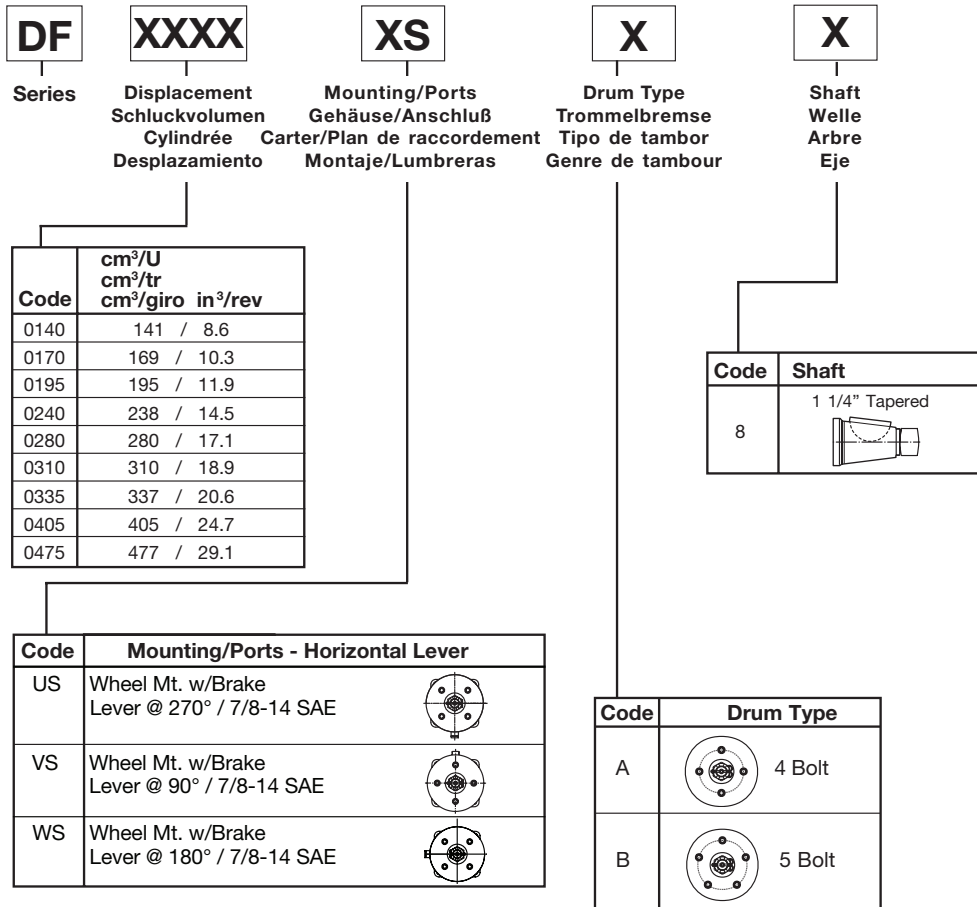 DF XXXX XS X X
Series
Displacement
Schluckvolumen
Cylindrée
Desplazamiento
Mounting/Ports
Gehäuse/Anschluß
Carter/Plan de raccordement
Montaje/Lumbreras
Drum Type
Trommelbremse
Tipo de tambor
Genre de tambour
Shaft
Welle
Arbre
Eje
Code cm³/U
cm³/tr
cm³/giro in³/rev
0140 141 / 8.6
0170 169 / 10.3
0195 195 / 11.9
0240 238 / 14.5
0280 280 / 17.1
0310 310 / 18.9
0335 337 / 20.6
0405 405 / 24.7
0475 477 / 29.1
Code Shaft
8 1 1/4” Tapered
Code Mounting/Ports - Horizontal Lever
US Wheel Mt. w/Brake
Lever @ 270° / 7/8-14 SAE
VS Wheel Mt. w/Brake
Lever @ 90° / 7/8-14 SAE
WS Wheel Mt. w/Brake
Lever @ 180° / 7/8-14 SAE
Code Drum Type
A 4 Bolt
B 5 Bolt